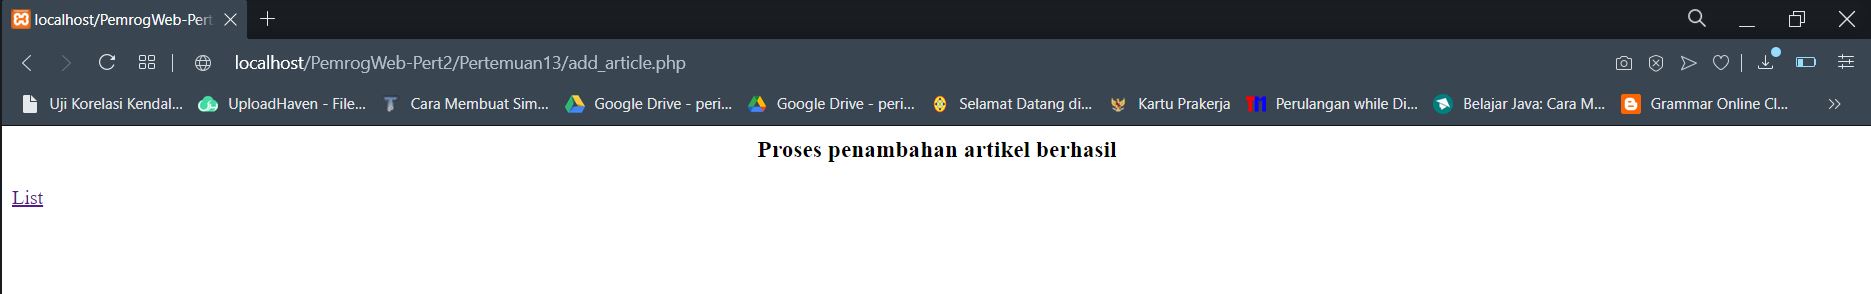 localhost/PemrogWeb-Pert
localhost/PemrogWeb-Pert2/Pertemuan13/add_article.php
Uji Korelasi Kendal... UploadHaven - File... Cara Membuat Sim... Google Drive - peri... Google Drive - peri... Selamat Datang di... Kartu Prakerja TM Perulangan while Di... Belajar Java: Cara M... Grammar Online Cl...
Proses penambahan artikel berhasil
List